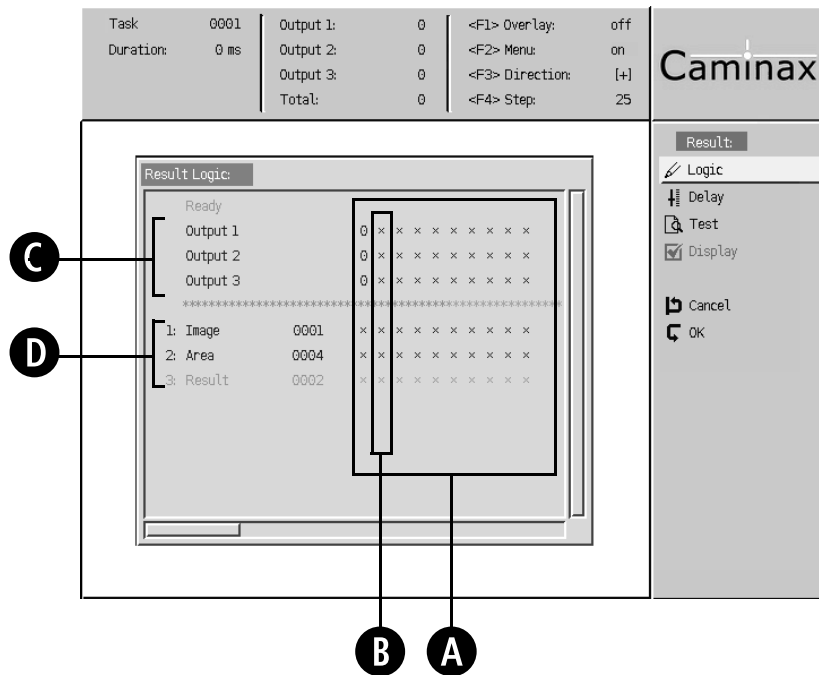 Task 0001 Output 1: 0 <F1> Overlay: off
Duration: 0 ms Output 2: 0 <F2> Menu: on
Output 3: 0 <F3> Direction: [+]
Total: 0 <F4> Step: 25
Caminax
Result Logic:
Ready
Output 1 0 × × × × × × × × ×
Output 2 0 × × × × × × × × ×
Output 3 0 × × × × × × × × ×
1: Image 0001 × × × × × × × × × ×
2: Area 0004 × × × × × × × × × ×
3: Result 0002 × × × × × × × × × ×
Result:
Logic
Delay
Test
Display
Cancel
OK
C
D
B A